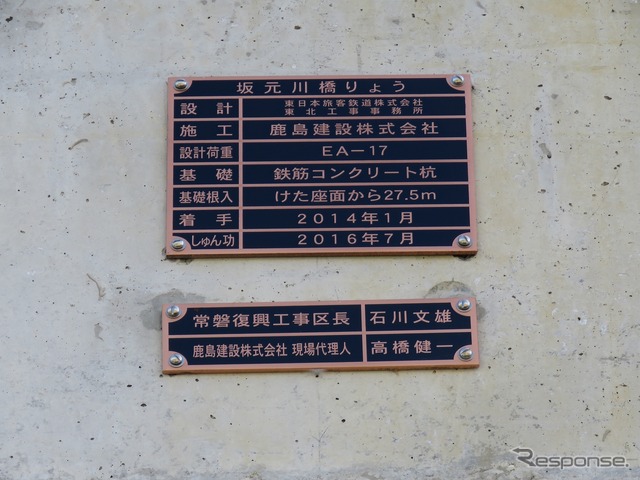 坂元川橋りょう
設計 東日本旅客鉄道株式会社
東北工事事務所
施工 鹿島建設株式会社
設計荷重 EA-17
基礎 鉄筋コンクリート杭
基礎根入 けた座面から27.5m
着手 2014年1月
しゅん功 2016年7月
常磐復興工事区長 石川文雄
鹿島建設株式会社 現場代理人 高橋健一
Response.